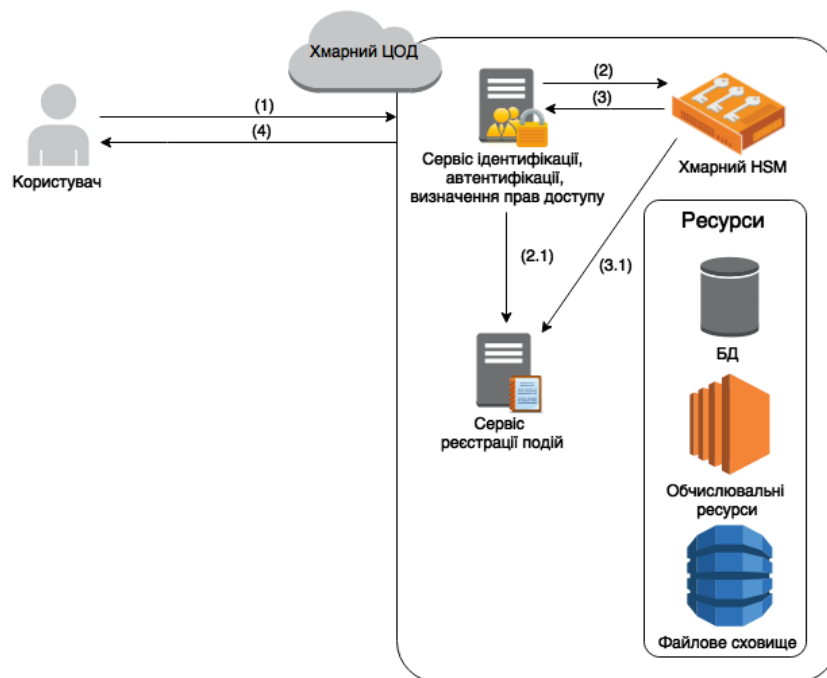 Хмарний ЦОД
(1)
(4)
Користувач
(2)
(3)
Сервіс ідентифікації,
автентифікації,
визначення прав доступу
Хмарний HSM
(2.1)
(3.1)
Сервіс
реєстрації подій
Ресурси
БД
Обчислювальні
ресурси
Файлове сховище